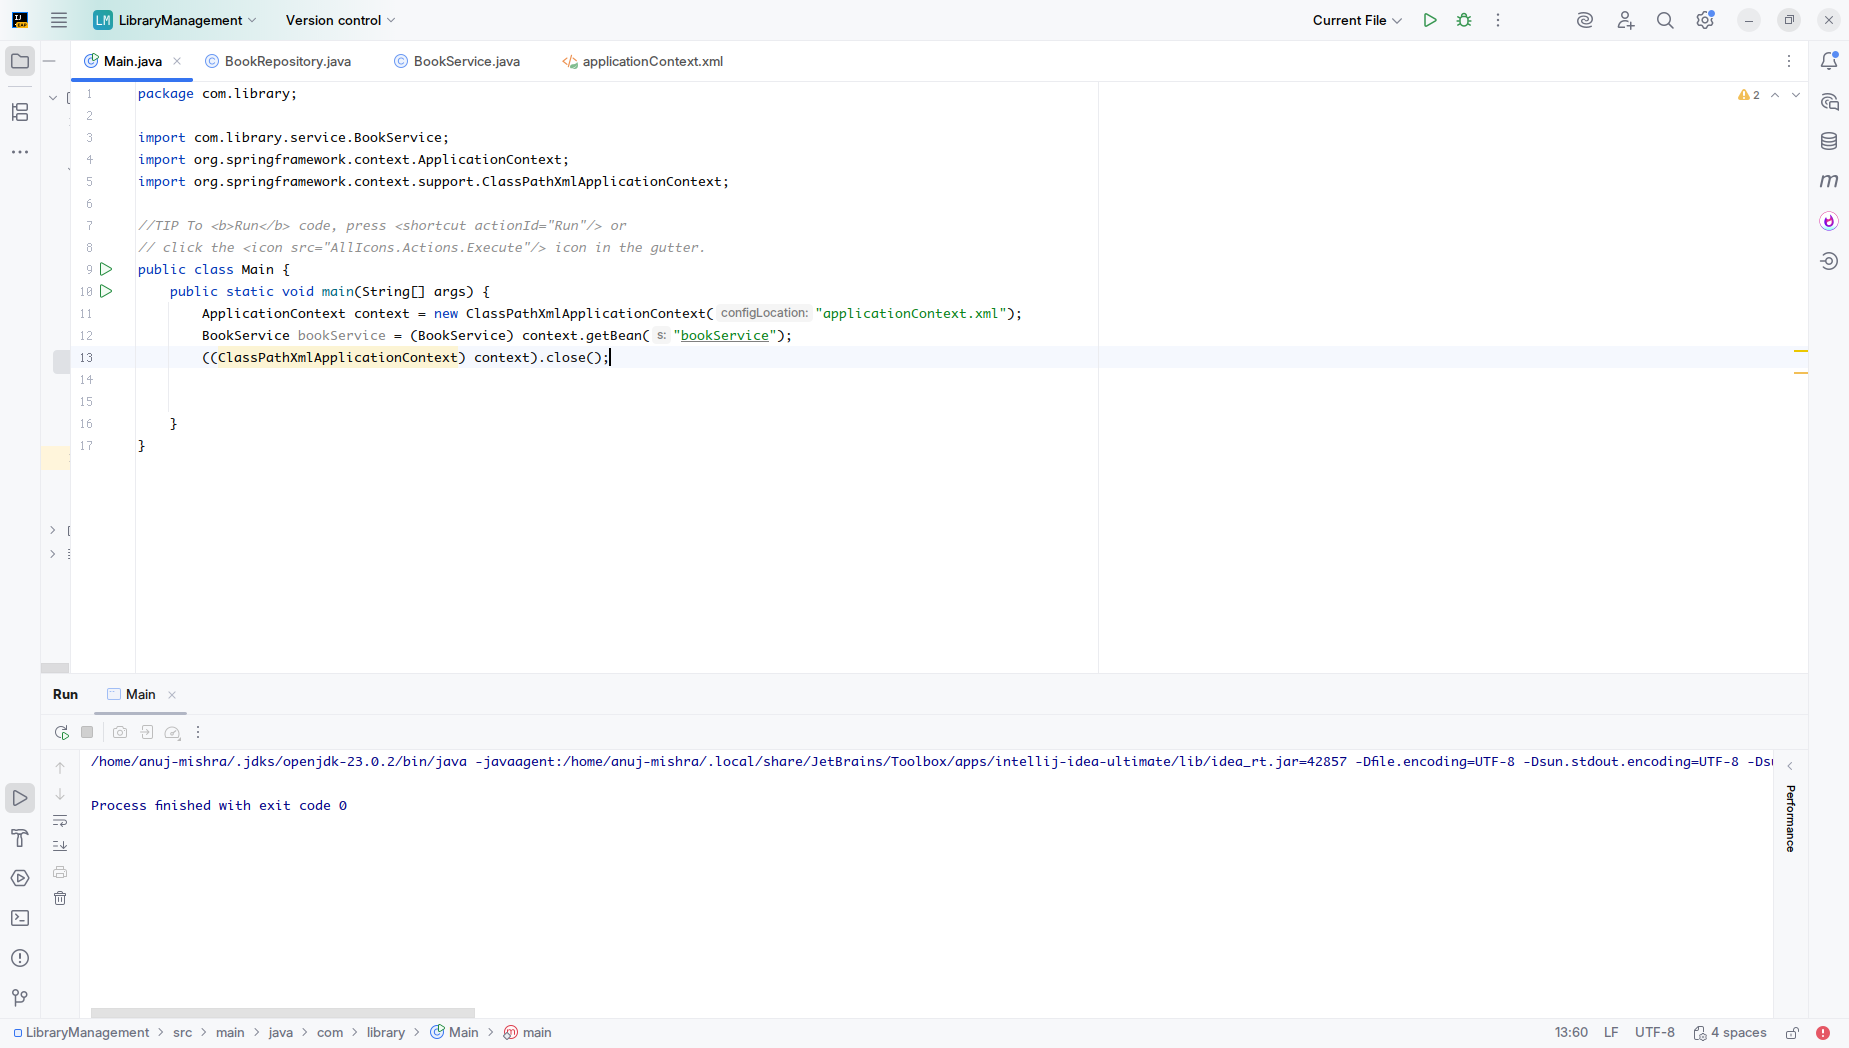 LM LibraryManagement Version control Current File
Main.java BookRepository.java BookService.java applicationContext.xml
1 package com.library;
2
3 import com.library.service.BookService;
4 import org.springframework.context.ApplicationContext;
5 import org.springframework.context.support.ClassPathXmlApplicationContext;
6
7 //TIP To <b>Run</b> code, press <shortcut actionId="Run"/> or
8 // click the <icon src="AllIcons.Actions.Execute"/> icon in the gutter.
9 public class Main {
10 public static void main(String[] args) {
11 ApplicationContext context = new ClassPathXmlApplicationContext( configLocation: "applicationContext.xml");
12 BookService bookService = (BookService) context.getBean( s: "bookService");
13 ((ClassPathXmlApplicationContext) context).close();
14
15
16 }
17 }
2
m
Run Main
/home/anuj-mishra/.jdks/openjdk-23.0.2/bin/java -javaagent:/home/anuj-mishra/.local/share/JetBrains/Toolbox/apps/intellij-idea-ultimate/lib/idea_rt.jar=42857 -Dfile.encoding=UTF-8 -Dsun.stdout.encoding=UTF-8 -Dsu
Process finished with exit code 0
Performance
LibraryManagement > src > main > java > com > library > Main > main 13:60 LF UTF-8 4 spaces